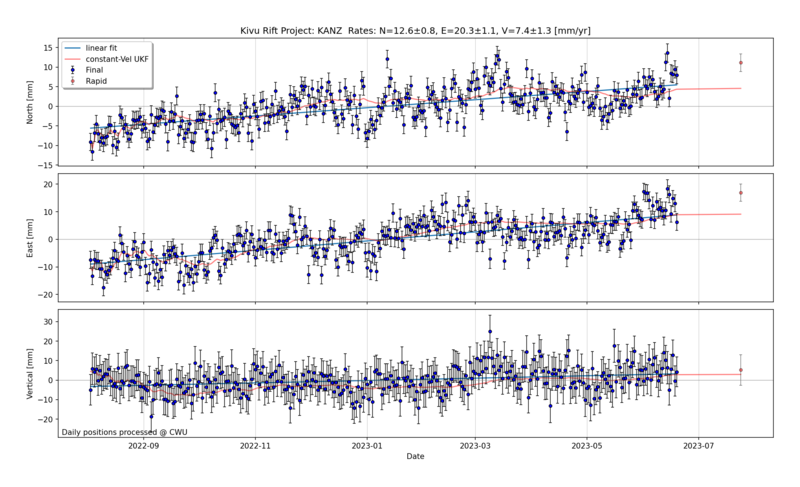 Kivu Rift Project: KANZ Rates: N=12.6±0.8, E=20.3±1.1, V=7.4±1.3 [mm/yr]
linear fit
constant-Vel UKF
Final
Rapid
North [mm]
15
10
5
0
−5
−10
−15
East [mm]
20
10
0
−10
−20
Vertical [mm]
30
20
10
0
−10
−20
Daily positions processed @ CWU
2022-09
2022-11
2023-01
2023-03
2023-05
2023-07
Date